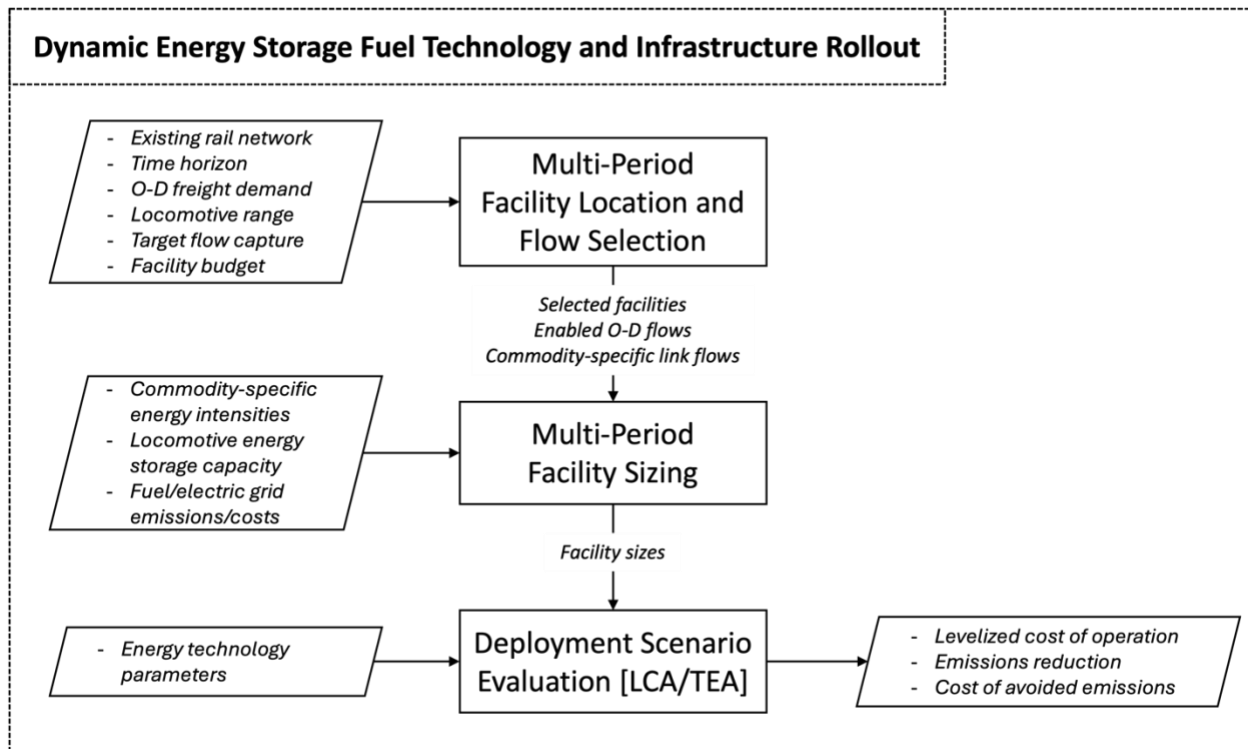 Dynamic Energy Storage Fuel Technology and Infrastructure Rollout
- Existing rail network
- Time horizon
- O-D freight demand
- Locomotive range
- Target flow capture
- Facility budget
Multi-Period
Facility Location and
Flow Selection
Selected facilities
Enabled O-D flows
Commodity-specific link flows
- Commodity-specific
energy intensities
- Locomotive energy
storage capacity
- Fuel/electric grid
emissions/costs
Multi-Period
Facility Sizing
Facility sizes
- Energy technology
parameters
Deployment Scenario
Evaluation [LCA/TEA]
- Levelized cost of operation
- Emissions reduction
- Cost of avoided emissions